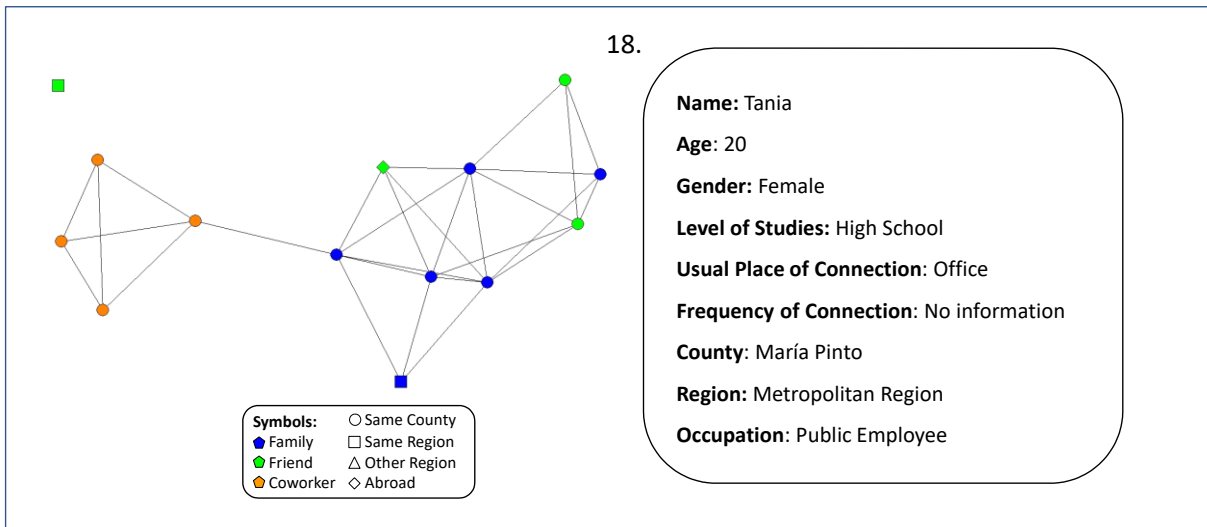 18.
Name: Tania
Age: 20
Gender: Female
Level of Studies: High School
Usual Place of Connection: Office
Frequency of Connection: No information
County: María Pinto
Region: Metropolitan Region
Occupation: Public Employee
Symbols:
Family
Friend
Coworker
Same County
Same Region
Other Region
Abroad